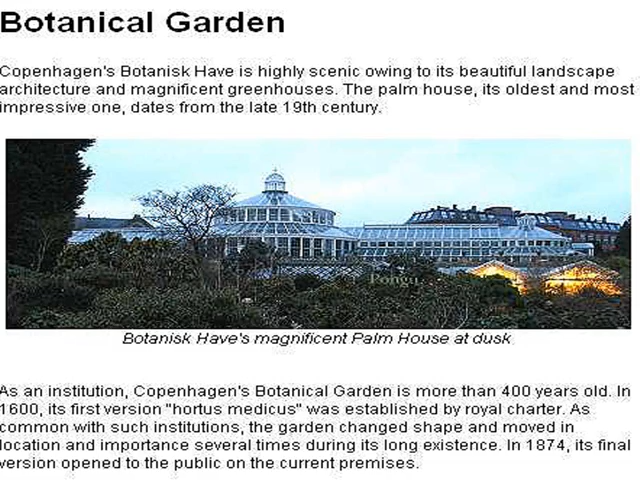 Botanical Garden
Copenhagen's Botanisk Have is highly scenic owing to its beautiful landscape
architecture and magnificent greenhouses. The palm house, its oldest and most
impressive one, dates from the late 19th century.
Pongu
Botanisk Have's magnificent Palm House at dusk
As an institution, Copenhagen's Botanical Garden is more than 400 years old. In
1600, its first version "hortus medicus" was established by royal charter. As
common with such institutions, the garden changed shape and moved in
location and importance several times during its long existence. In 1874, its final
version opened to the public on the current premises.